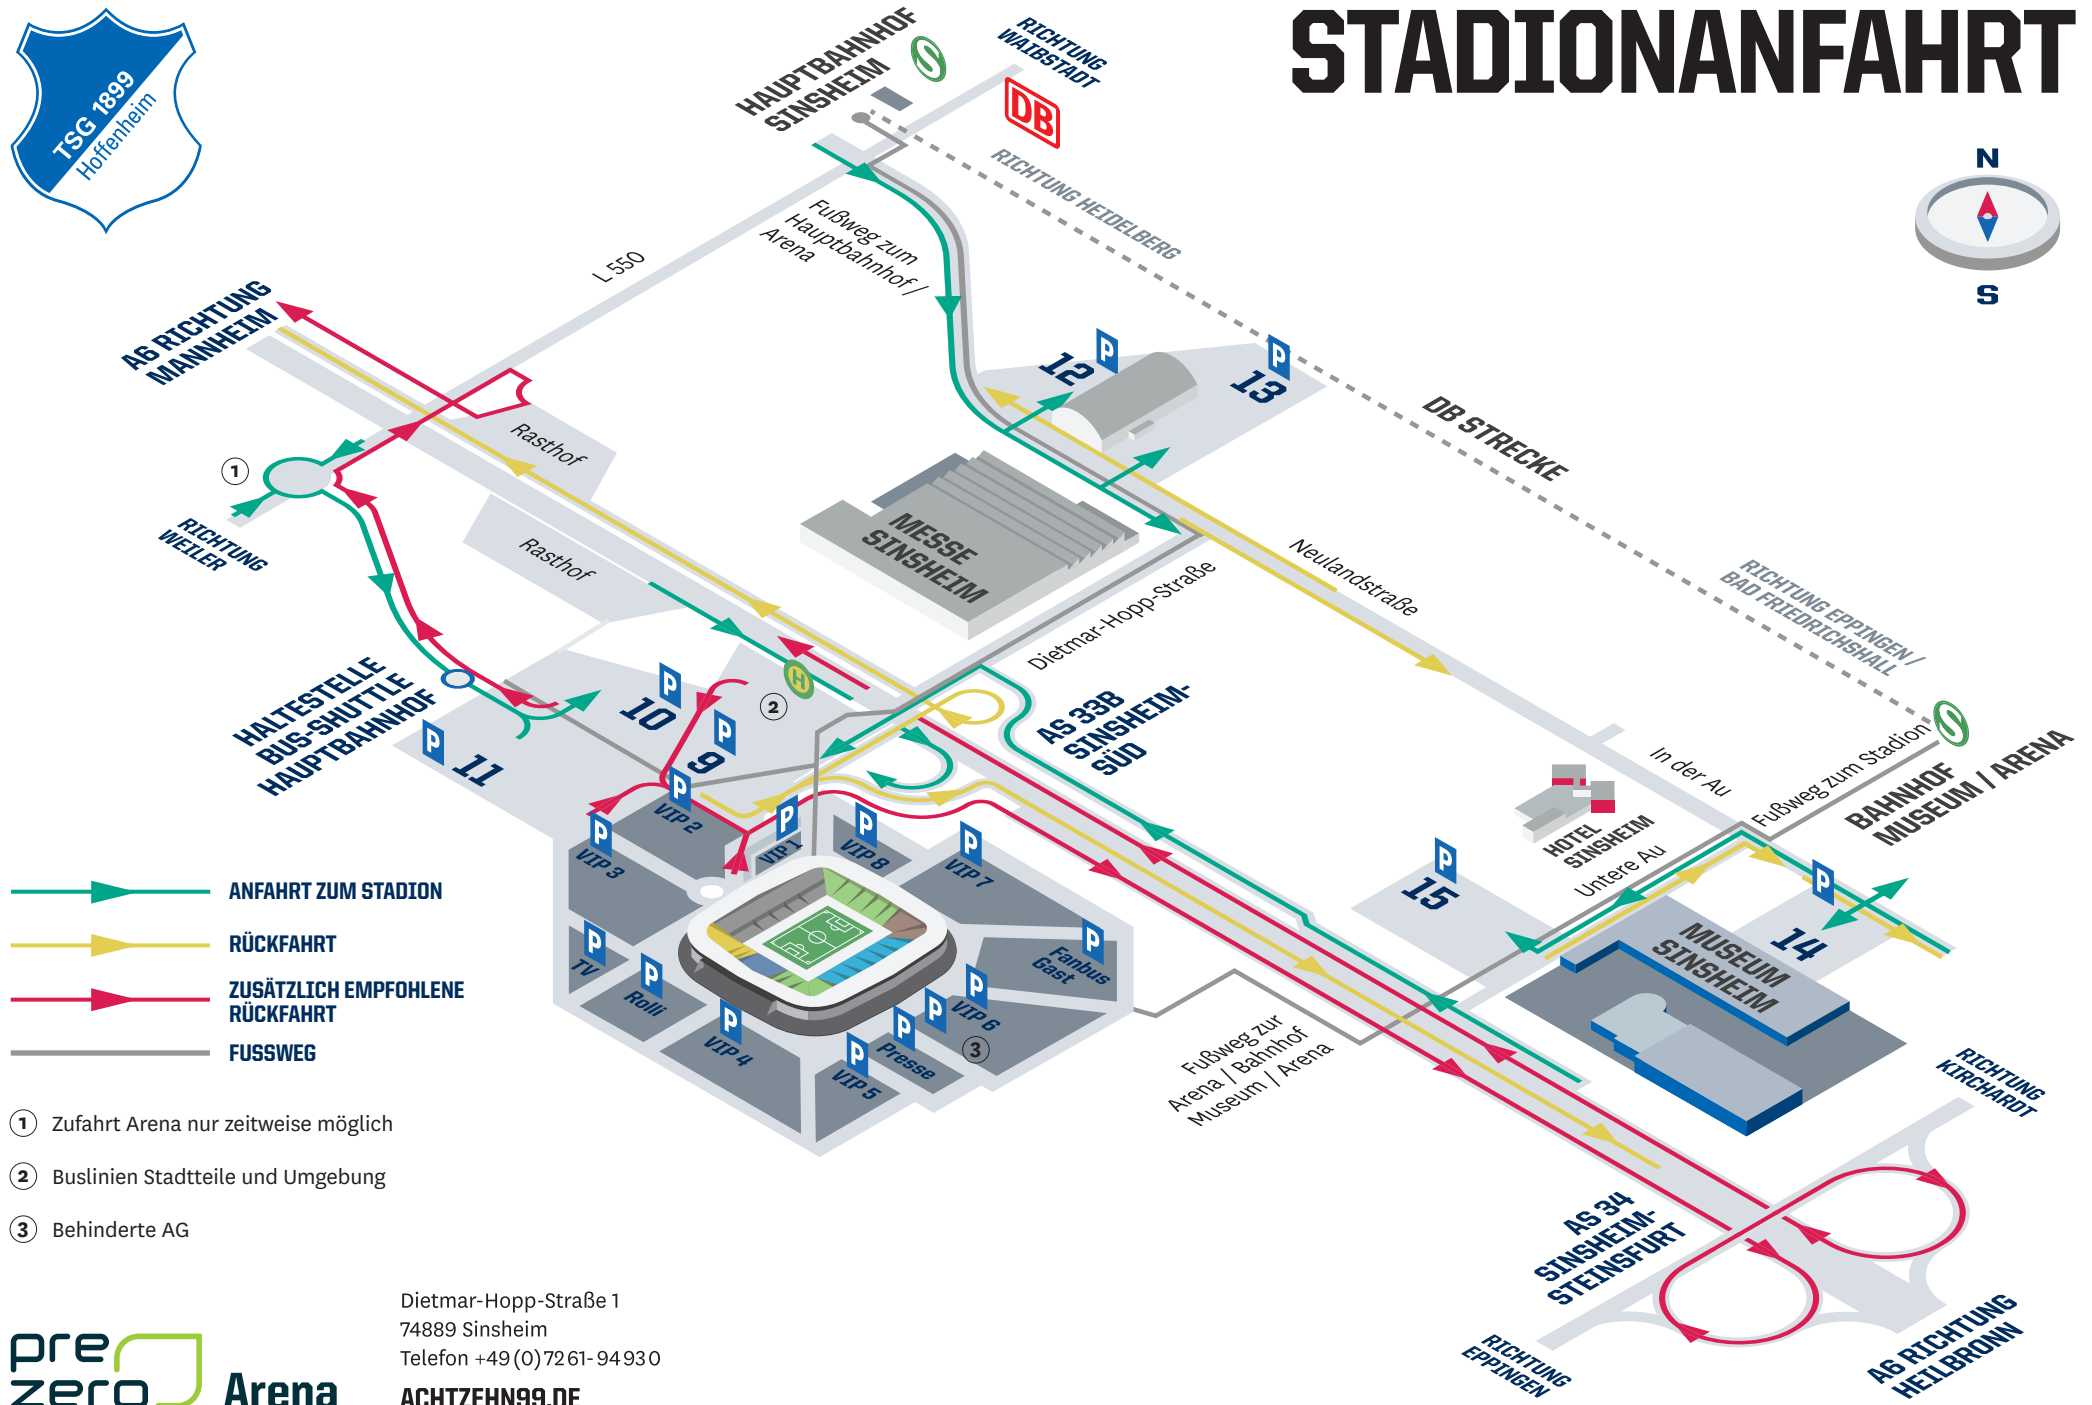 STADIONANFAHRT
TSG 1899
Hoffenheim
HAUPTBAHNHOF
SINSHEIM
S
RICHTUNG
WAIBSTADT
DB
RICHTUNG HEIDELBERG
N
S
Fußweg zum
Hauptbahnhof /
Arena
L 550
A6 RICHTUNG
MANNHEIM
P
12
P
13
DB STRECKE
Rasthof
1
RICHTUNG
WEILER
Rasthof
MESSE
SINSHEIM
Neulandstraße
Dietmar-Hopp-Straße
RICHTUNG EPPINGEN /
BAD FRIEDRICHSHALL
HALTESTELLE
BUS-SHUTTLE
HAUPTBAHNHOF
P
10
P
9
P
11
H
2
AS 33B
SINSHEIM-
SÜD
S
In der Au
Fußweg zum Stadion
BAHNHOF
MUSEUM / ARENA
HOTEL
SINSHEIM
Untere Au
P
15
P
14
MUSEUM
SINSHEIM
P
VIP 2
P
VIP 1
P
VIP 3
P
VIP 8
P
VIP 7
P
TV
P
Rolli
P
VIP 4
P
VIP 5
P
Presse
P
P
VIP 6
3
P
Fanbus
Gast
Fußweg zur
Arena / Bahnhof
Museum / Arena
RICHTUNG
KIRCHARDT
AS 34
SINSHEIM-
STEINSFURT
RICHTUNG
EPPINGEN
A6 RICHTUNG
HEILBRONN
ANFAHRT ZUM STADION
RÜCKFAHRT
ZUSÄTZLICH EMPFOHLENE
RÜCKFAHRT
FUSSWEG
1 Zufahrt Arena nur zeitweise möglich
2 Buslinien Stadtteile und Umgebung
3 Behinderte AG
pre
zero
Arena
Dietmar-Hopp-Straße 1
74889 Sinsheim
Telefon +49 (0) 72 61- 94 93 0
ACHTZEHN99.DE